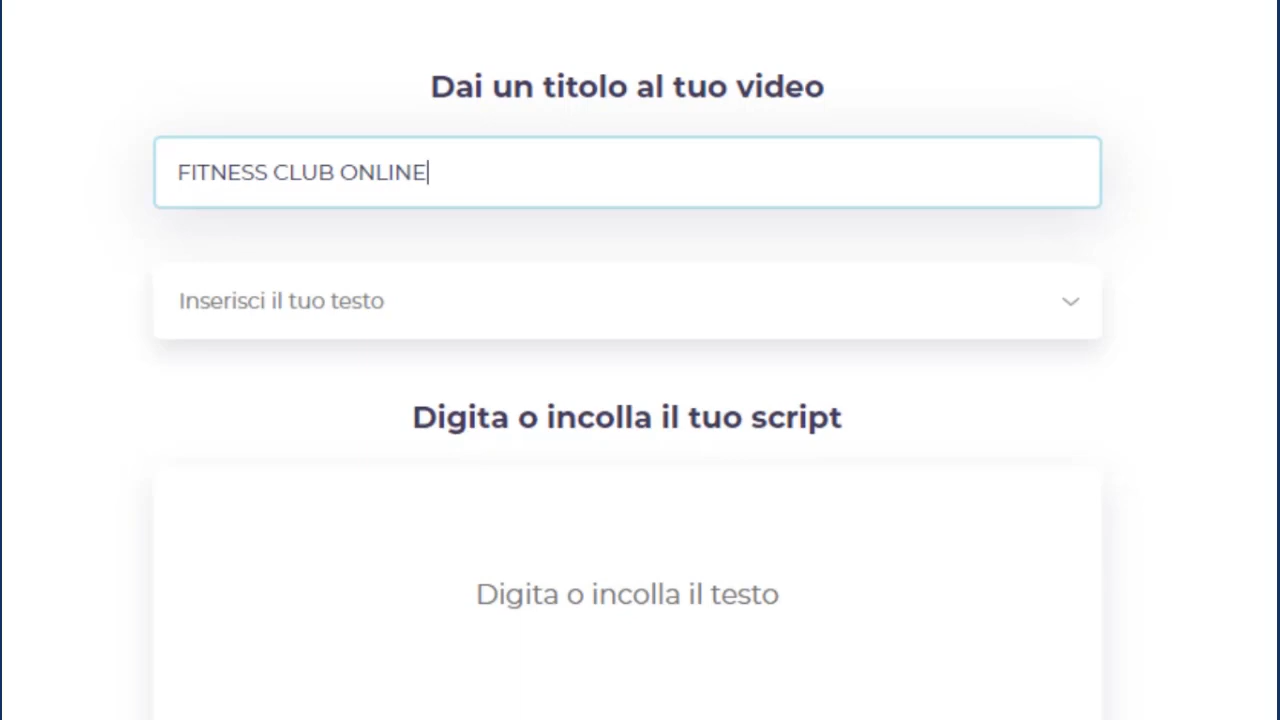 Dai un titolo al tuo video
FITNESS CLUB ONLINE
Inserisci il tuo testo
Digita o incolla il tuo script
Digita o incolla il testo